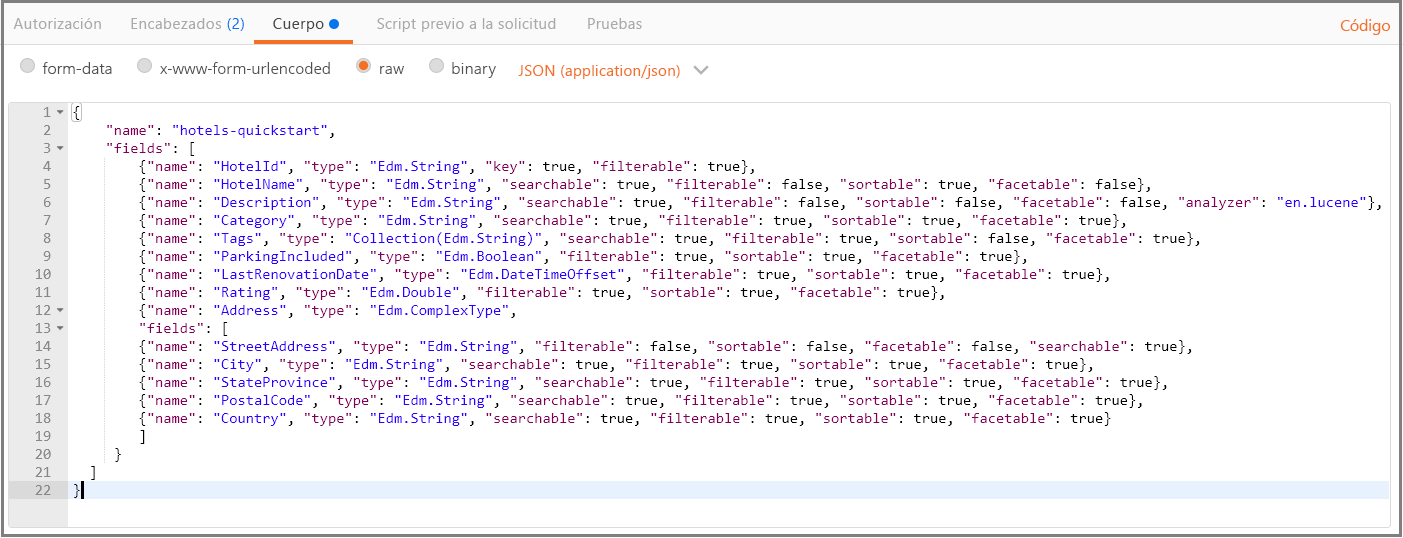 Autorización Encabezados (2) Cuerpo Script previo a la solicitud Pruebas Código
form-data x-www-form-urlencoded raw binary JSON (application/json)
1 {
2 "name": "hotels-quickstart",
3 "fields": [
4 {"name": "HotelId", "type": "Edm.String", "key": true, "filterable": true},
5 {"name": "HotelName", "type": "Edm.String", "searchable": true, "filterable": false, "sortable": true, "facetable": false},
6 {"name": "Description", "type": "Edm.String", "searchable": true, "filterable": false, "sortable": false, "facetable": false, "analyzer": "en.lucene"},
7 {"name": "Category", "type": "Edm.String", "searchable": true, "filterable": true, "sortable": true, "facetable": true},
8 {"name": "Tags", "type": "Collection(Edm.String)", "searchable": true, "filterable": true, "sortable": false, "facetable": true},
9 {"name": "ParkingIncluded", "type": "Edm.Boolean", "filterable": true, "sortable": true, "facetable": true},
10 {"name": "LastRenovationDate", "type": "Edm.DateTimeOffset", "filterable": true, "sortable": true, "facetable": true},
11 {"name": "Rating", "type": "Edm.Double", "filterable": true, "sortable": true, "facetable": true},
12 {"name": "Address", "type": "Edm.ComplexType",
13 "fields": [
14 {"name": "StreetAddress", "type": "Edm.String", "filterable": false, "sortable": false, "facetable": false, "searchable": true},
15 {"name": "City", "type": "Edm.String", "searchable": true, "filterable": true, "sortable": true, "facetable": true},
16 {"name": "StateProvince", "type": "Edm.String", "searchable": true, "filterable": true, "sortable": true, "facetable": true},
17 {"name": "PostalCode", "type": "Edm.String", "searchable": true, "filterable": true, "sortable": true, "facetable": true},
18 {"name": "Country", "type": "Edm.String", "searchable": true, "filterable": true, "sortable": true, "facetable": true}
19 ]
20 }
21 ]
22 }